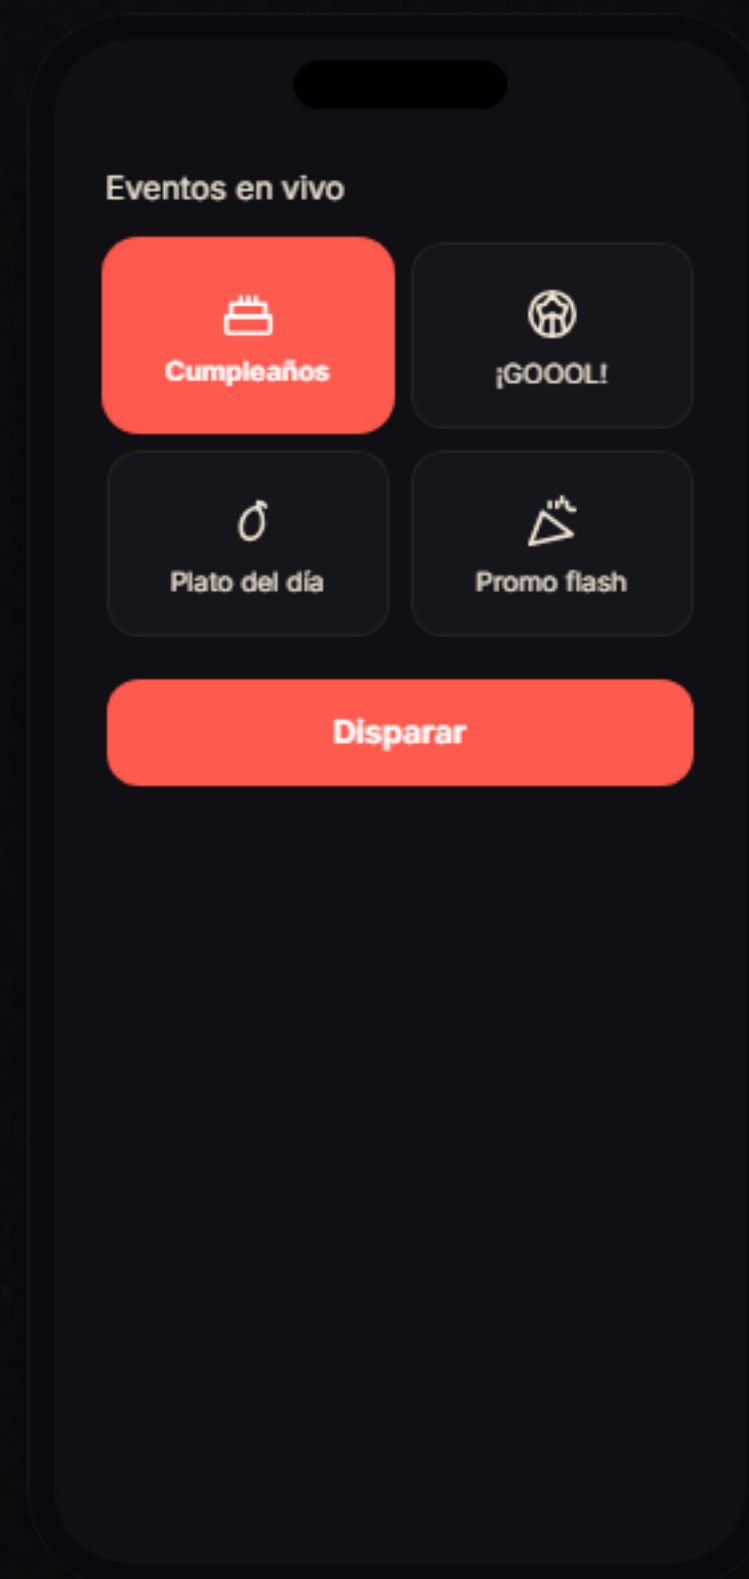 Eventos en vivo
Cumpleaños
¡GOOOL!
Plato del día
Promo flash
Disparar